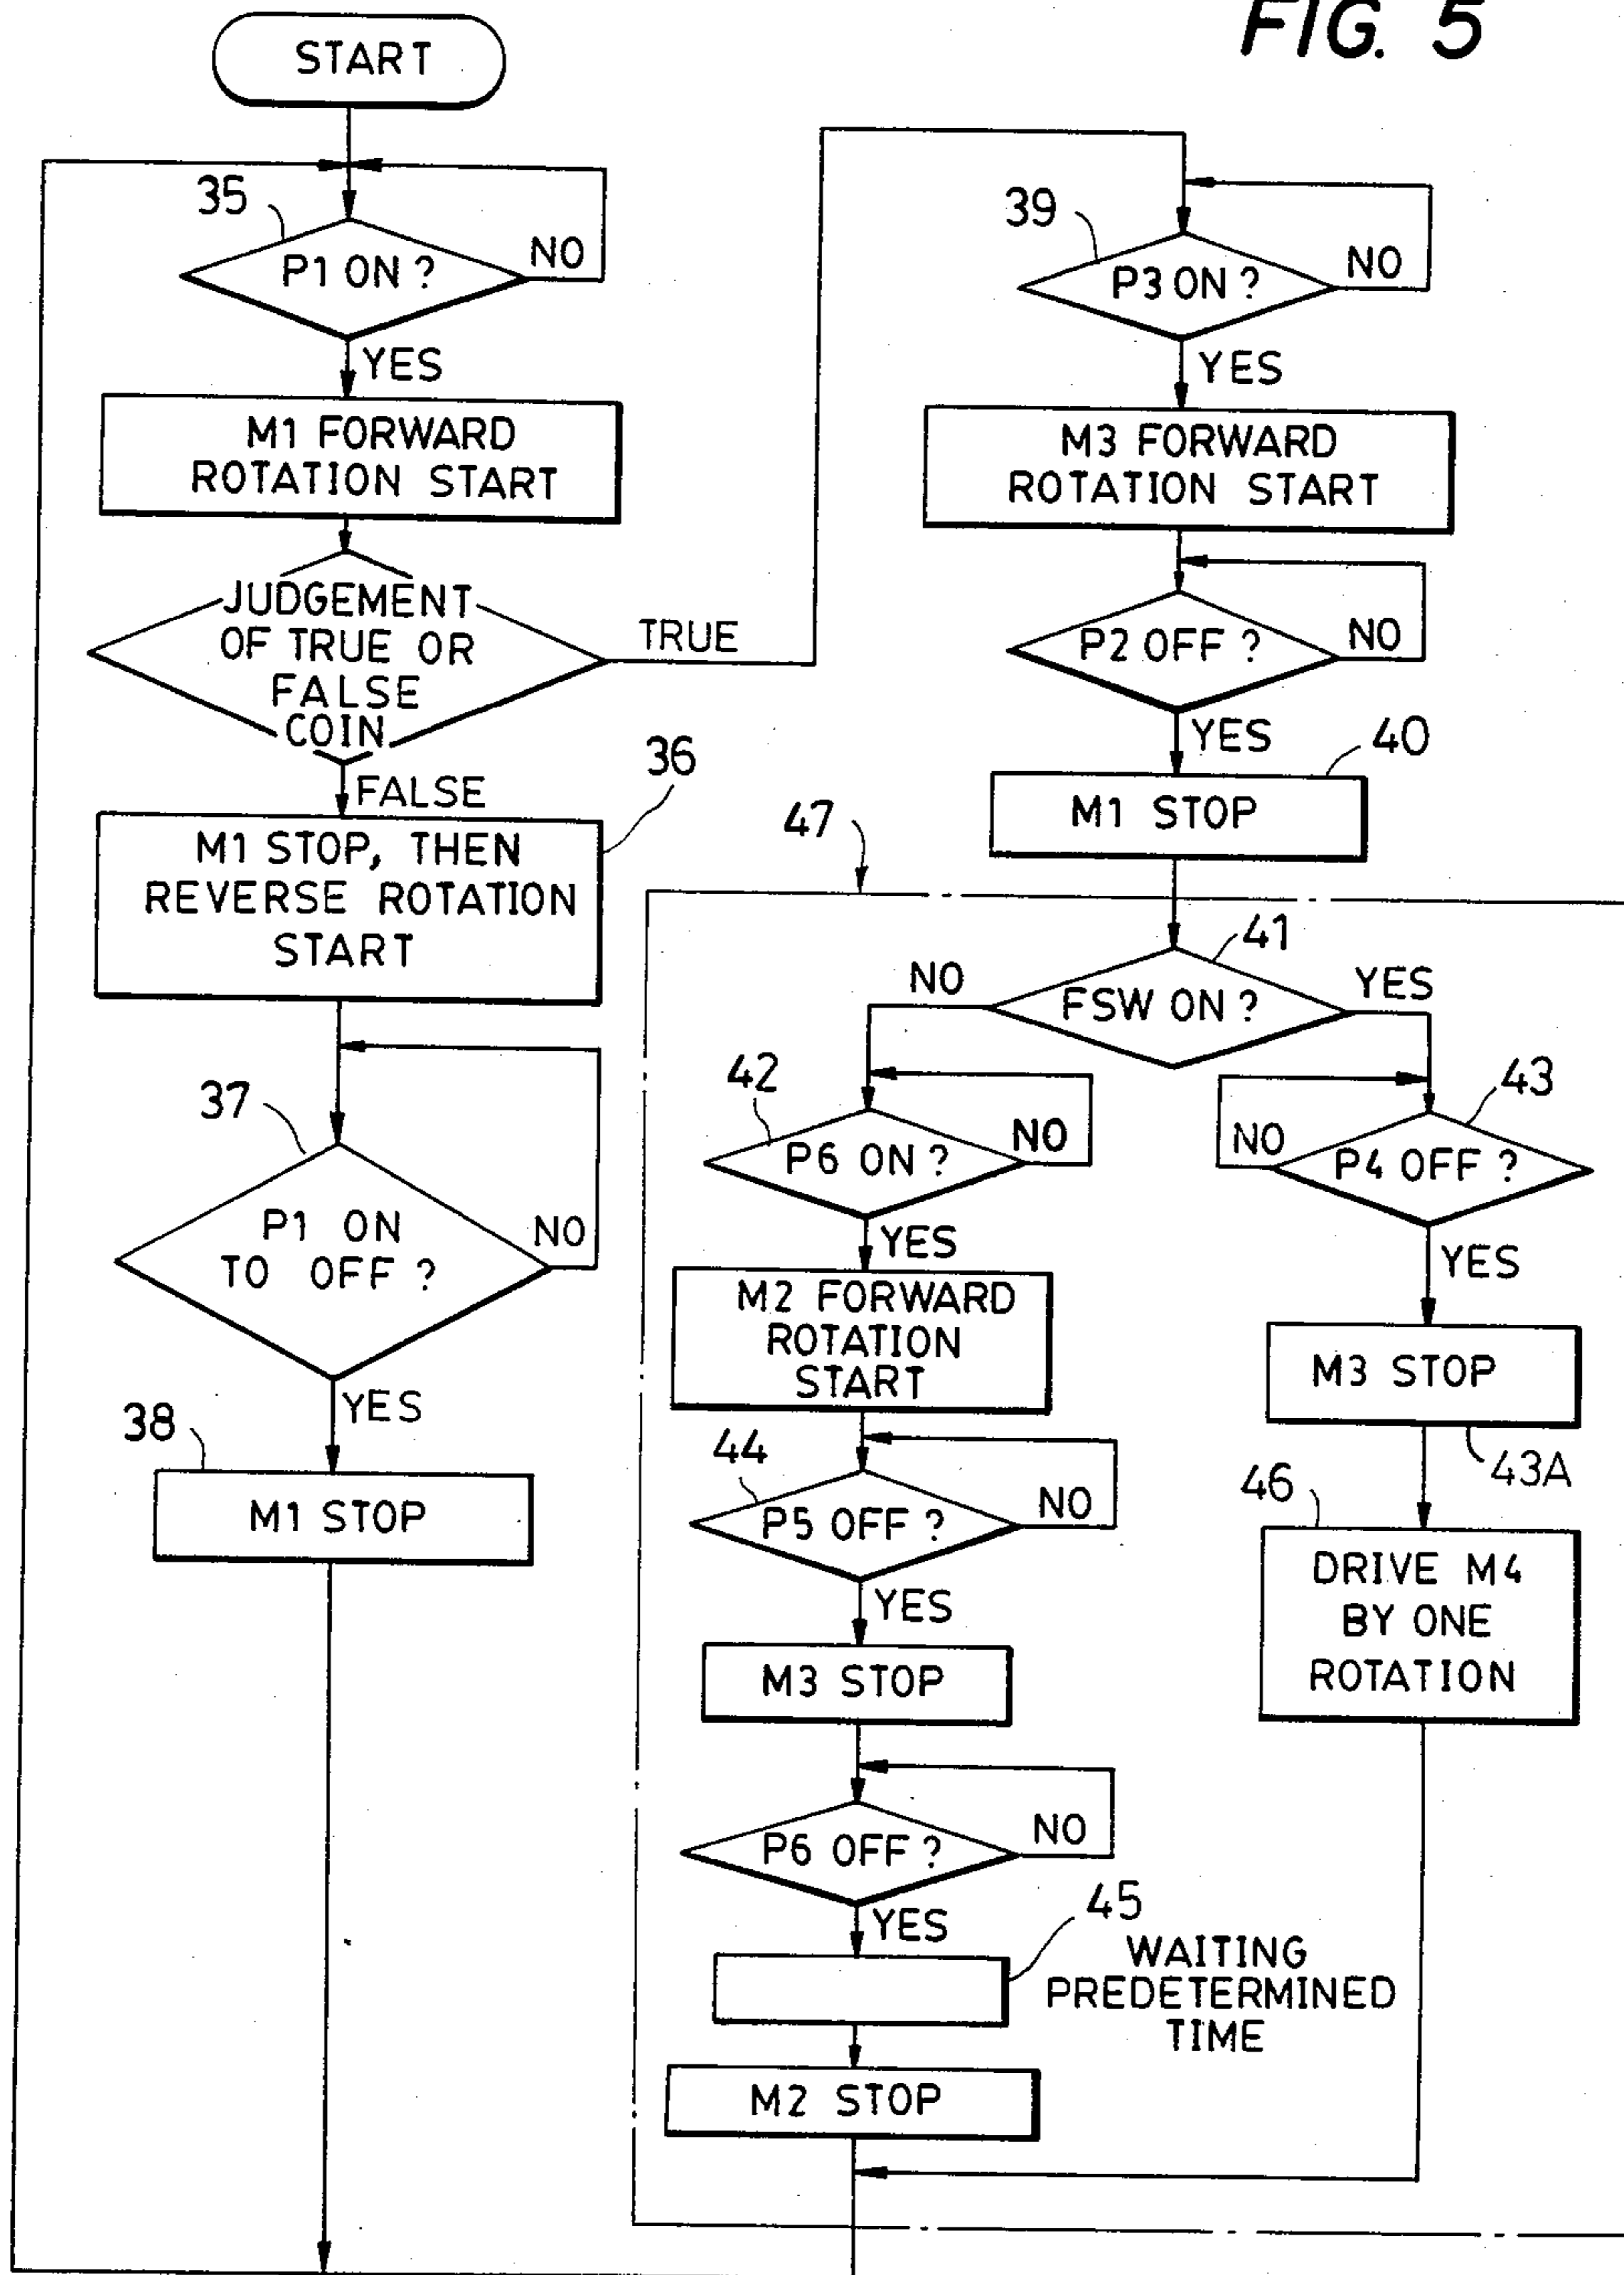 FIG. 5
START
35
P1 ON ?
NO
YES
M1 FORWARD
ROTATION START
JUDGEMENT
OF TRUE OR
FALSE
COIN
TRUE
FALSE
36
M1 STOP, THEN
REVERSE ROTATION
START
37
P1 ON
TO OFF ?
NO
YES
38
M1 STOP
39
P3 ON ?
NO
YES
M3 FORWARD
ROTATION START
P2 OFF ?
NO
YES
40
M1 STOP
47
41
FSW ON ?
NO
YES
42
P6 ON ?
NO
YES
M2 FORWARD
ROTATION
START
44
P5 OFF ?
NO
YES
M3 STOP
P6 OFF ?
NO
YES
45
WAITING
PREDETERMINED
TIME
M2 STOP
43
P4 OFF ?
NO
YES
M3 STOP
43A
46
DRIVE M4
BY ONE
ROTATION